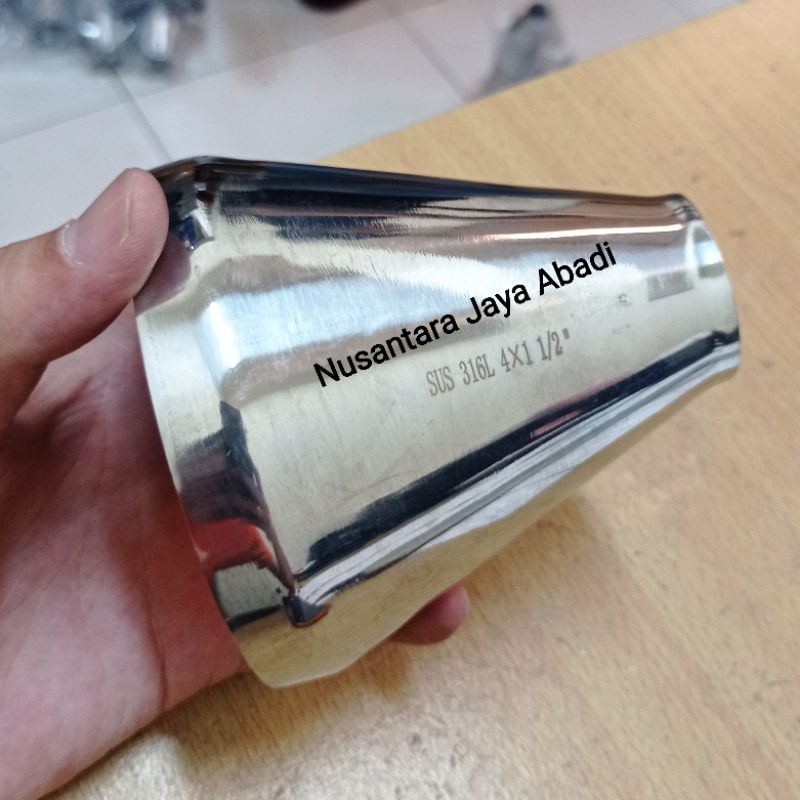 Nusantara Jaya Abadi
SUS 316L 4X1 1/2"